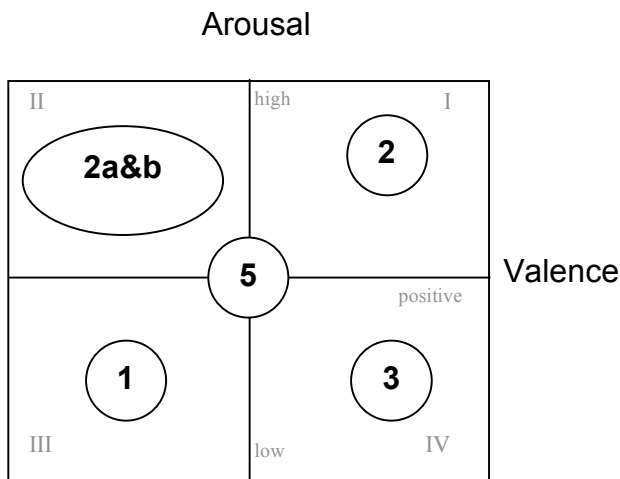 Arousal
II
high
I
2a&b
2
5
Valence
positive
1
3
III
low
IV